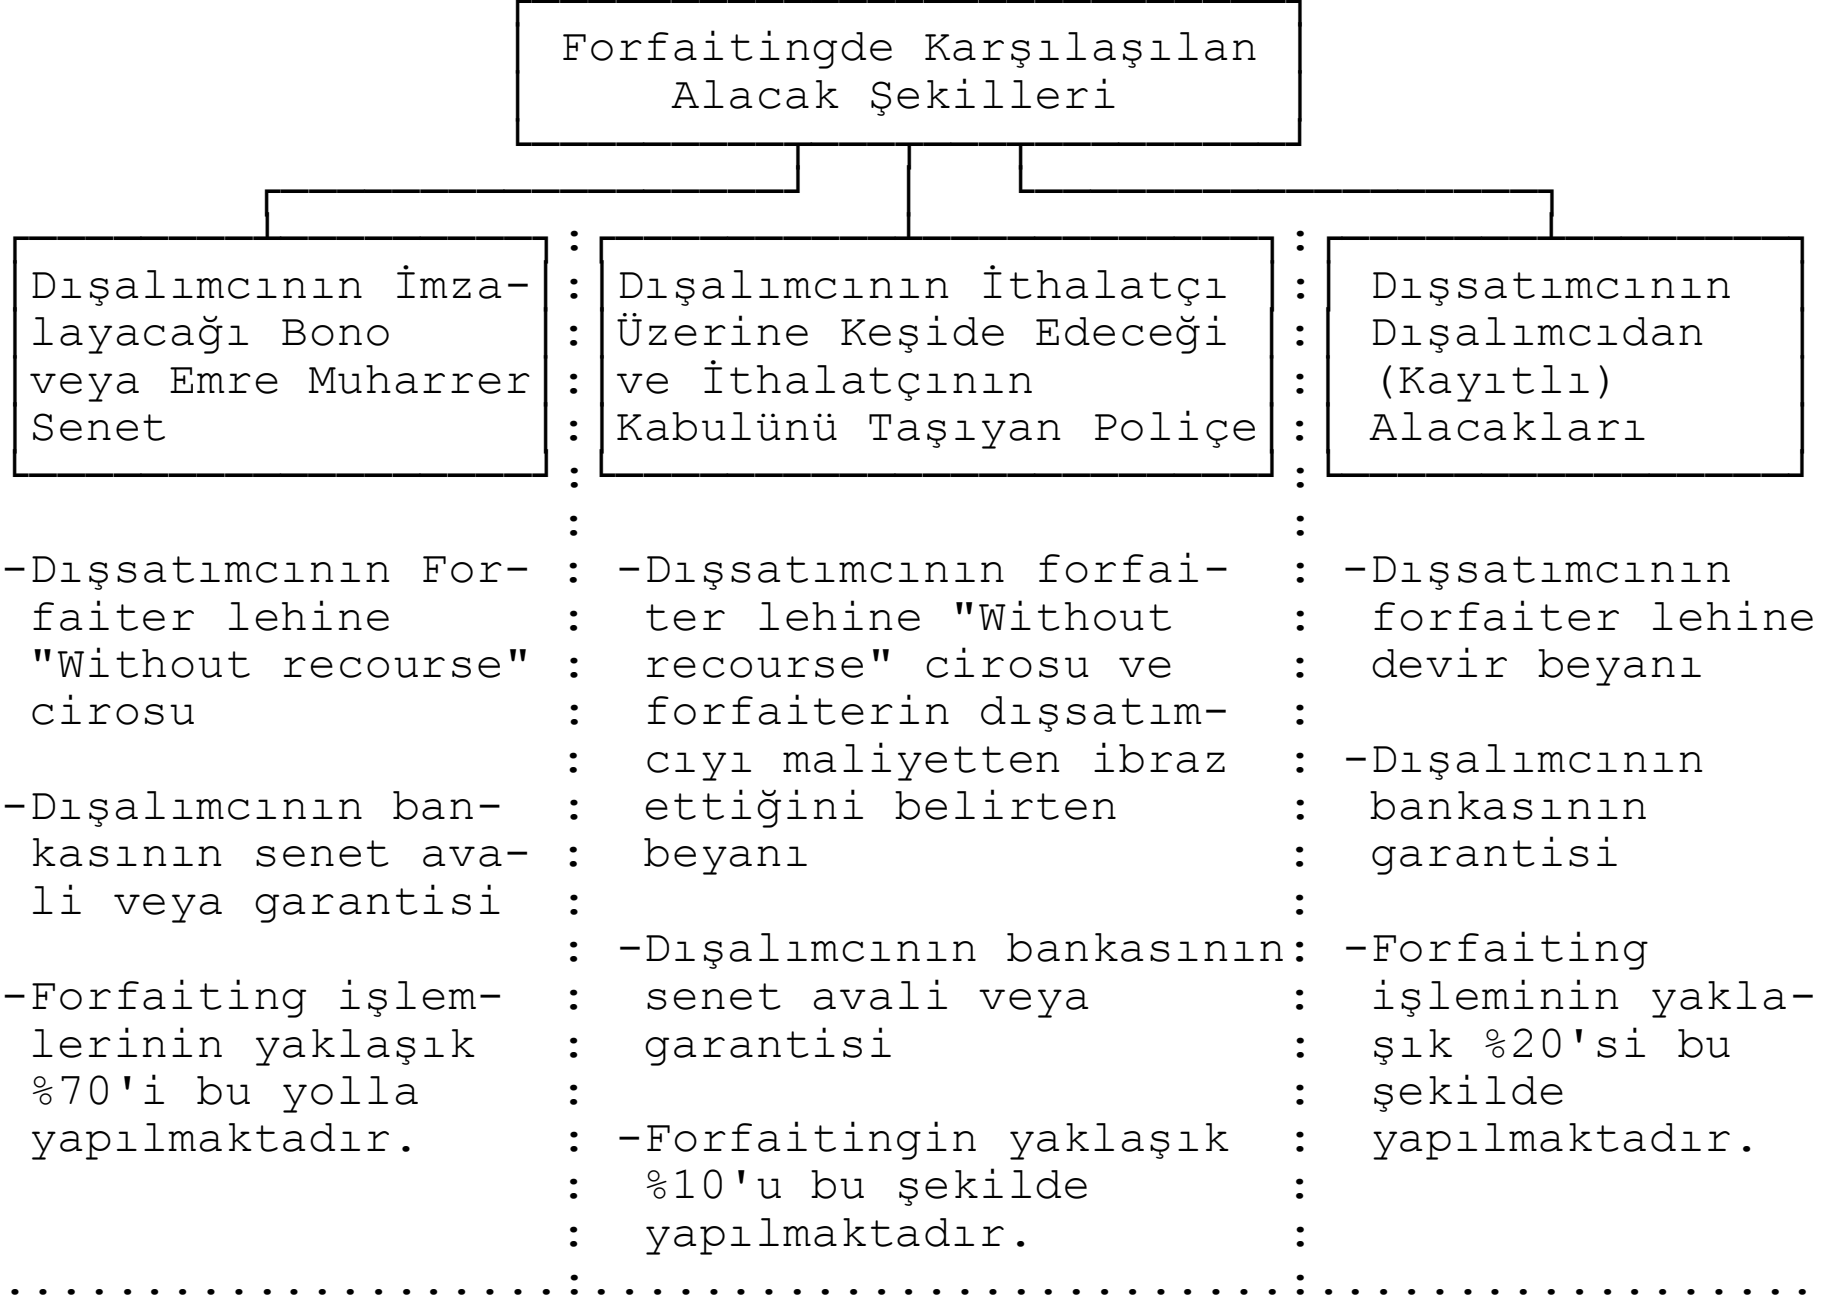 Forfaitingde Karşılaşılan
Alacak Şekilleri
Dışalımcının İmza-
layacağı Bono
veya Emre Muharrer
Senet
-Dışsatımcının For-
faiter lehine
"Without recourse"
cirosu
-Dışalımcının ban-
kasının senet ava-
li veya garantisi
-Forfaiting işlem-
lerinin yaklaşık
%70'i bu yolla
yapılmaktadır.
Dışalımcının İthalatçı
Üzerine Keşide Edeceği
ve İthalatçının
Kabulünü Taşıyan Poliçe
-Dışsatımcının forfai-
ter lehine "Without
recourse" cirosu ve
forfaiterin dışsatım-
cıyı maliyetten ibraz
ettiğini belirten
beyanı
-Dışalımcının bankasının
senet avali veya
garantisi
-Forfaitingin yaklaşık
%10'u bu şekilde
yapılmaktadır.
Dışsatımcının
Dışalımcıdan
(Kayıtlı)
Alacakları
-Dışsatımcının
forfaiter lehine
devir beyanı
-Dışalımcının
bankasının
garantisi
-Forfaiting
işleminin yakla-
şık %20'si bu
şekilde
yapılmaktadır.